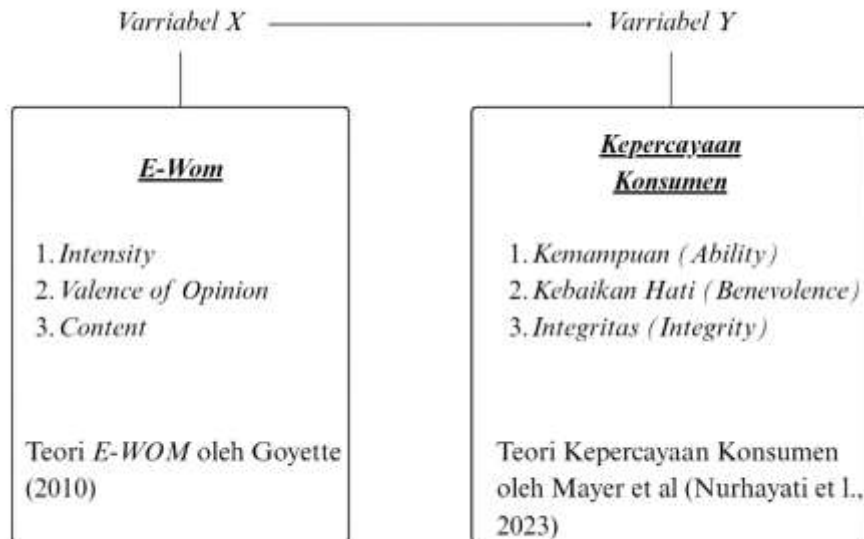 Varriabel X
Varriabel Y
E-Wom
1. Intensity
2. Valence of Opinion
3. Content
Teori E-WOM oleh Goyette
(2010)
Kepercayaan
Konsumen
1. Kemampuan (Ability)
2. Kebaikan Hati (Benevolence)
3. Integritas (Integrity)
Teori Kepercayaan Konsumen
oleh Mayer et al (Nurhayati et l.,
2023)